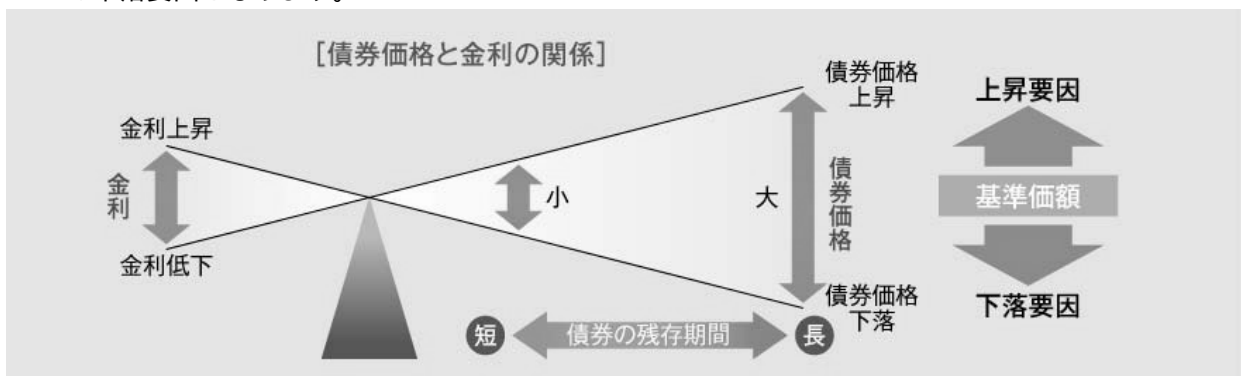 [債券価格と金利の関係]
金利上昇
金利
金利低下
小
大
債券価格
上昇
債券価格
債券価格
下落
短
債券の残存期間
長
上昇要因
基準価額
下落要因